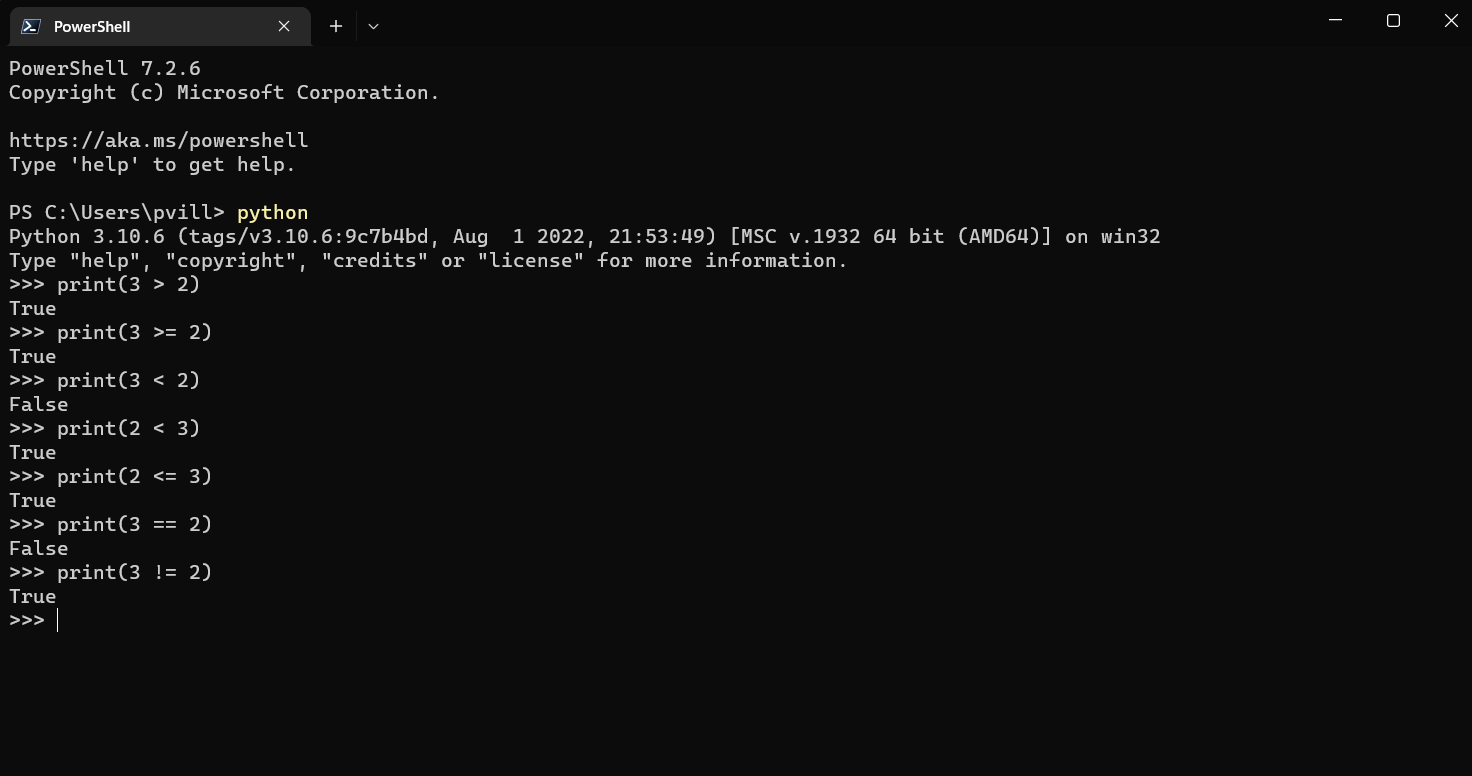 PowerShell
PowerShell 7.2.6
Copyright (c) Microsoft Corporation.
https://aka.ms/powershell
Type 'help' to get help.
PS C:\Users\pvill> python
Python 3.10.6 (tags/v3.10.6:9c7b4bd, Aug  1 2022, 21:53:49) [MSC v.1932 64 bit (AMD64)] on win32
Type "help", "copyright", "credits" or "license" for more information.
>>> print(3 > 2)
True
>>> print(3 >= 2)
True
>>> print(3 < 2)
False
>>> print(2 < 3)
True
>>> print(2 <= 3)
True
>>> print(3 == 2)
False
>>> print(3 != 2)
True
>>>